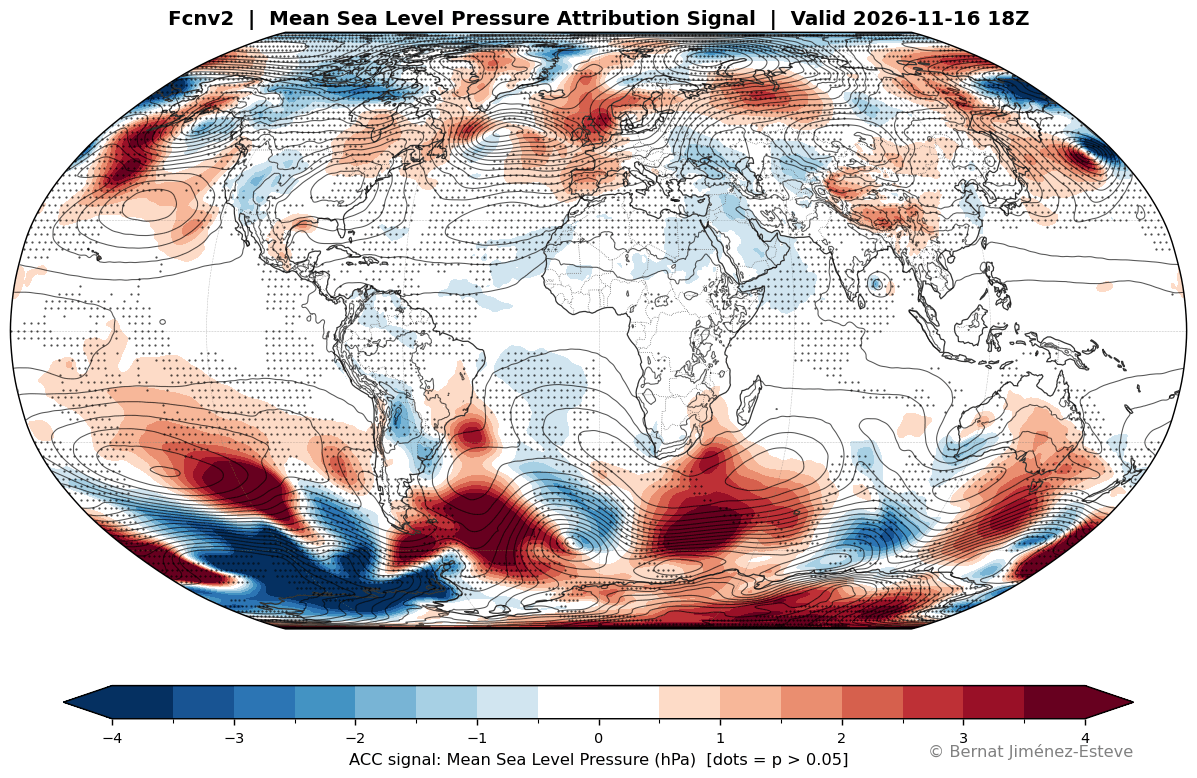 Fcnv2 | Mean Sea Level Pressure Attribution Signal | Valid 2026-11-16 18Z
−4 −3 −2 −1 0 1 2 3 4
© Bernat Jiménez-Esteve
ACC signal: Mean Sea Level Pressure (hPa) [dots = p > 0.05]